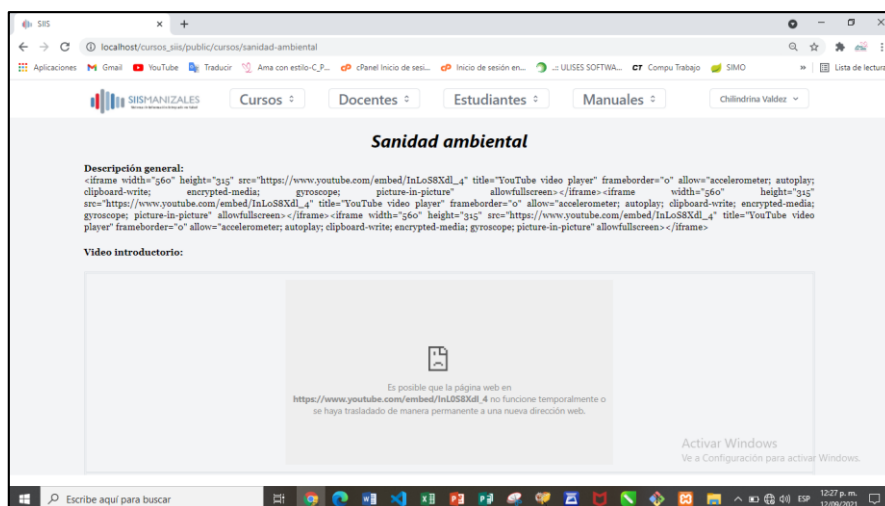 SIIS
localhost/cursos_siis/public/cursos/sanidad-ambiental
Aplicaciones Gmail YouTube Traducir Ama con estilo-C_P... cPanel Inicio de sesi... Inicio de sesión en... ..: ULISES SOFTWA... CT Compu Trabajo SIMO » Lista de lectura
SIISMANIZALES Cursos Docentes Estudiantes Manuales Chilindrina Valdez
Sanidad ambiental
Descripción general:
<iframe width="560" height="315" src="https://www.youtube.com/embed/InLoS8Xdl_4" title="YouTube video player" frameborder="0" allow="accelerometer; autoplay;
clipboard-write; encrypted-media; gyroscope; picture-in-picture" allowfullscreen></iframe><iframe width="560" height="315"
src="https://www.youtube.com/embed/InLoS8Xdl_4" title="YouTube video player" frameborder="0" allow="accelerometer; autoplay; clipboard-write; encrypted-media;
gyroscope; picture-in-picture" allowfullscreen></iframe><iframe width="560" height="315" src="https://www.youtube.com/embed/InLoS8Xdl_4" title="YouTube video
player" frameborder="0" allow="accelerometer; autoplay; clipboard-write; encrypted-media; gyroscope; picture-in-picture" allowfullscreen></iframe>
Video introductorio:
Es posible que la página web en
https://www.youtube.com/embed/InL0S8Xdl_4 no funcione temporalmente o
se haya trasladado de manera permanente a una nueva dirección web.
Activar Windows
Ve a Configuración para activar Windows.
Escribe aquí para buscar
ESP
12:27 p. m.
12/09/2021